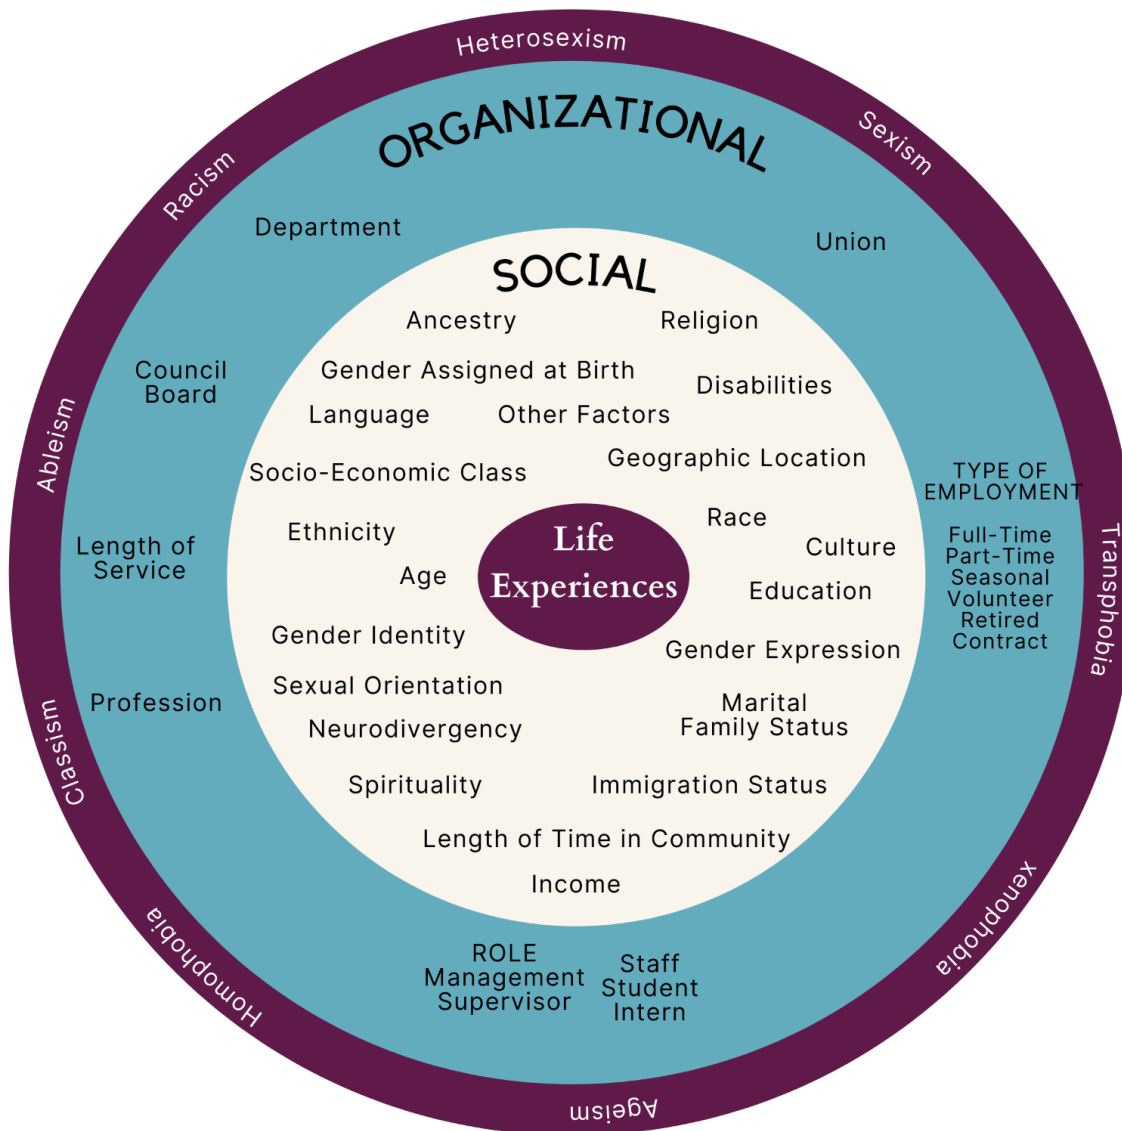 Heterosexism
Sexism
Transphobia
xenophobia
Ageism
Homophobia
Classism
Ableism
Racism
ORGANIZATIONAL
Department
Union
Council
Board
TYPE OF
EMPLOYMENT
Full-Time
Part-Time
Seasonal
Volunteer
Retired
Contract
Length of
Service
Profession
ROLE
Management
Supervisor
Staff
Student
Intern
SOCIAL
Ancestry
Religion
Gender Assigned at Birth
Disabilities
Language
Other Factors
Geographic Location
Socio-Economic Class
Race
Ethnicity
Culture
Age
Education
Gender Identity
Gender Expression
Sexual Orientation
Marital
Family Status
Neurodivergency
Spirituality
Immigration Status
Length of Time in Community
Income
Life
Experiences